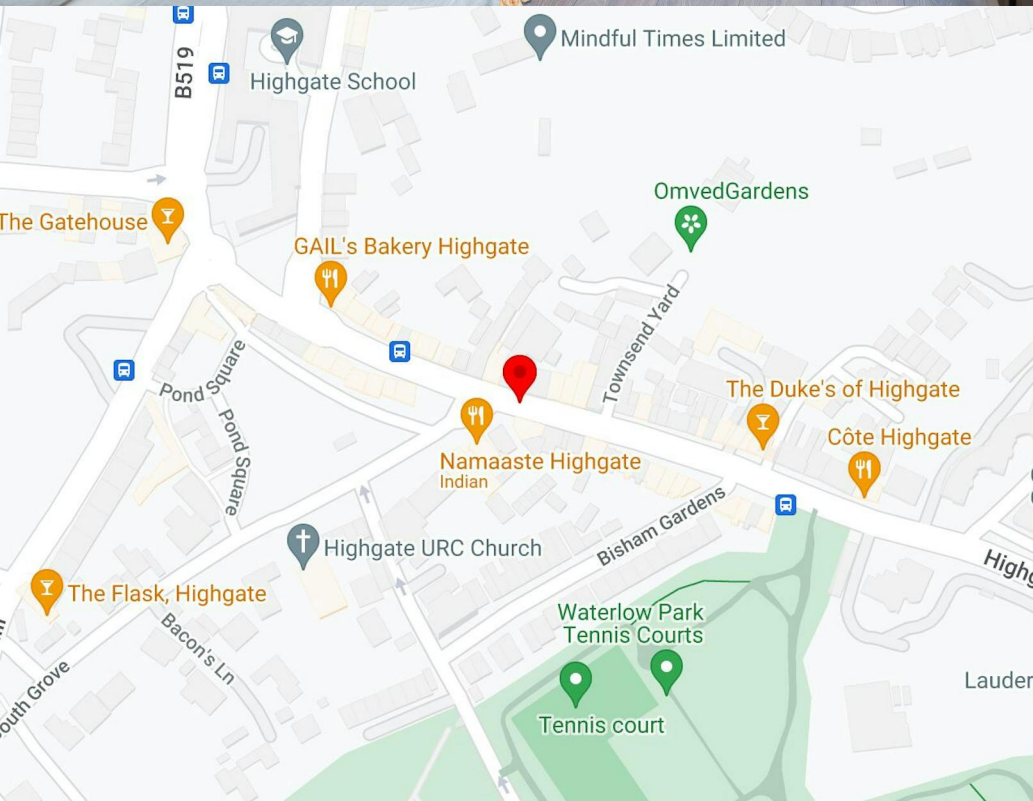 Mindful Times Limited
B519
Highgate School
OmvedGardens
The Gatehouse
GAIL's Bakery Highgate
Townsend Yard
Pond Square
The Duke's of Highgate
Pond Square
Côte Highgate
Namaaste Highgate
Indian
Bisham Gardens
Highgate URC Church
Highg
The Flask, Highgate
Waterlow Park
Tennis Courts
Bacon's Ln
outh Grove
Lauder
Tennis court